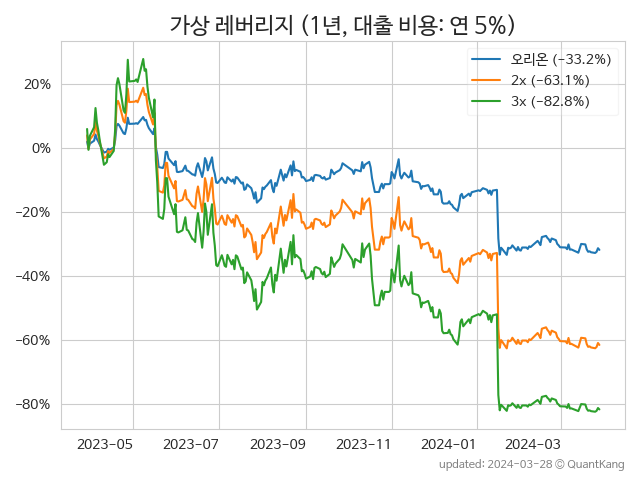 가상 레버리지 (1년, 대출 비용: 연 5%)
오리온 (−33.2%)
2x (−63.1%)
3x (−82.8%)
20%
0%
−20%
−40%
−60%
−80%
2023-05 2023-07 2023-09 2023-11 2024-01 2024-03
updated: 2024-03-28 © QuantKang